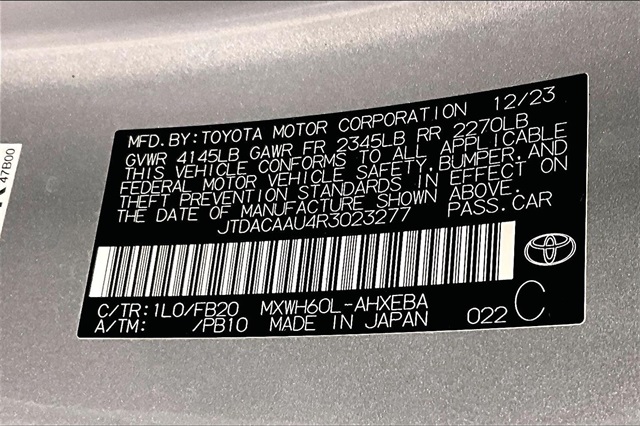 MFD.BY:TOYOTA MOTOR CORPORATION 12/23
GVWR 4145LB GAWR FR 2345LB RR 2270LB
THIS VEHICLE CONFORMS TO ALL APPLICABLE
FEDERAL MOTOR VEHICLE SAFETY,BUMPER,AND
THEFT PREVENTION STANDARDS IN EFFECT ON
THE DATE OF MANUFACTURE SHOWN ABOVE.
JTDACAAU4R3023277 PASS.CAR
C/TR:1L0/FB20 MXWH60L-AHXEBA
A/TM: /PB10 MADE IN JAPAN 022 C
47B00